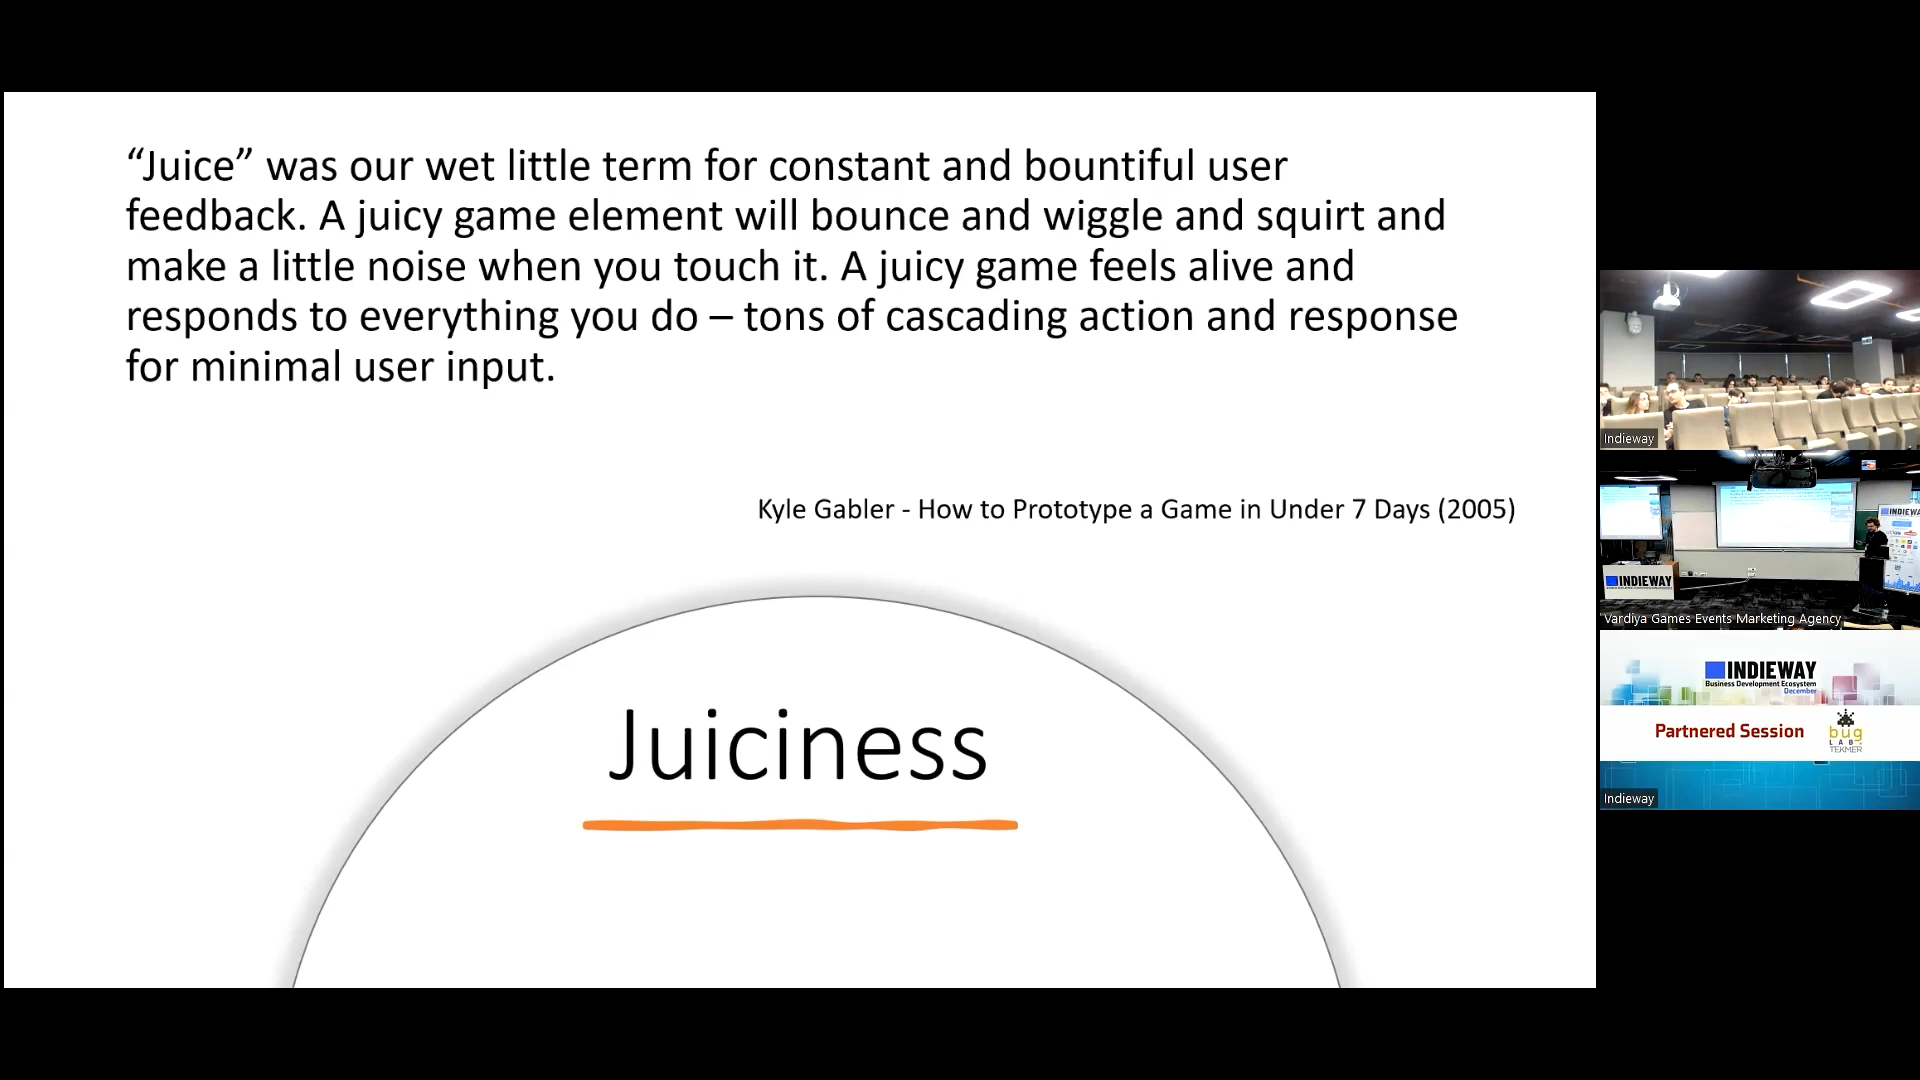 “Juice” was our wet little term for constant and bountiful user
feedback. A juicy game element will bounce and wiggle and squirt and
make a little noise when you touch it. A juicy game feels alive and
responds to everything you do – tons of cascading action and response
for minimal user input.
Kyle Gabler - How to Prototype a Game in Under 7 Days (2005)
Juiciness
Indieway
INDIEWAY
INDIEWAY
Vardiya Games Events Marketing Agency
INDIEWAY
Business Development Ecosystem
December
Partnered Session
bug
LAB
TEKMER
Indieway